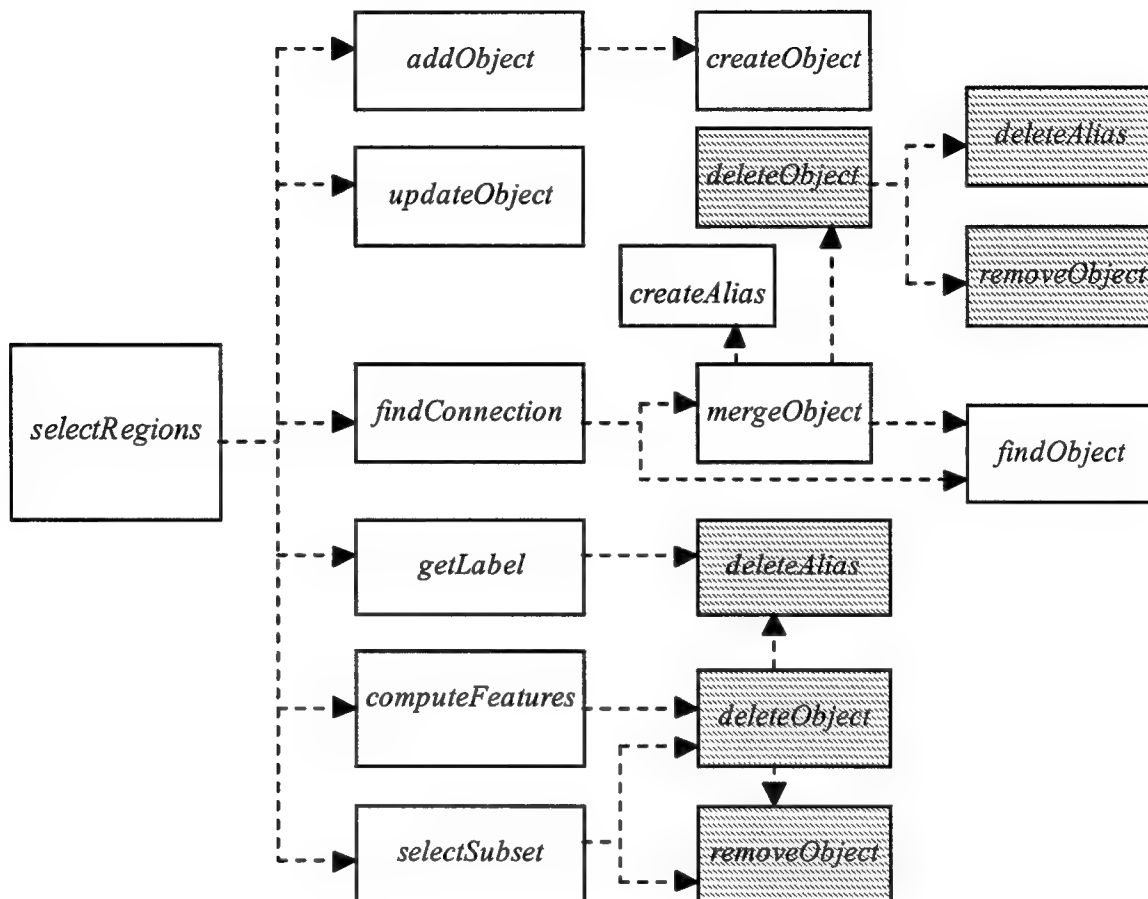 addObject
createObject
deleteAlias
deleteObject
updateObject
removeObject
createAlias
selectRegions
findConnection
mergeObject
findObject
getLabel
deleteAlias
computeFeatures
deleteObject
selectSubset
removeObject